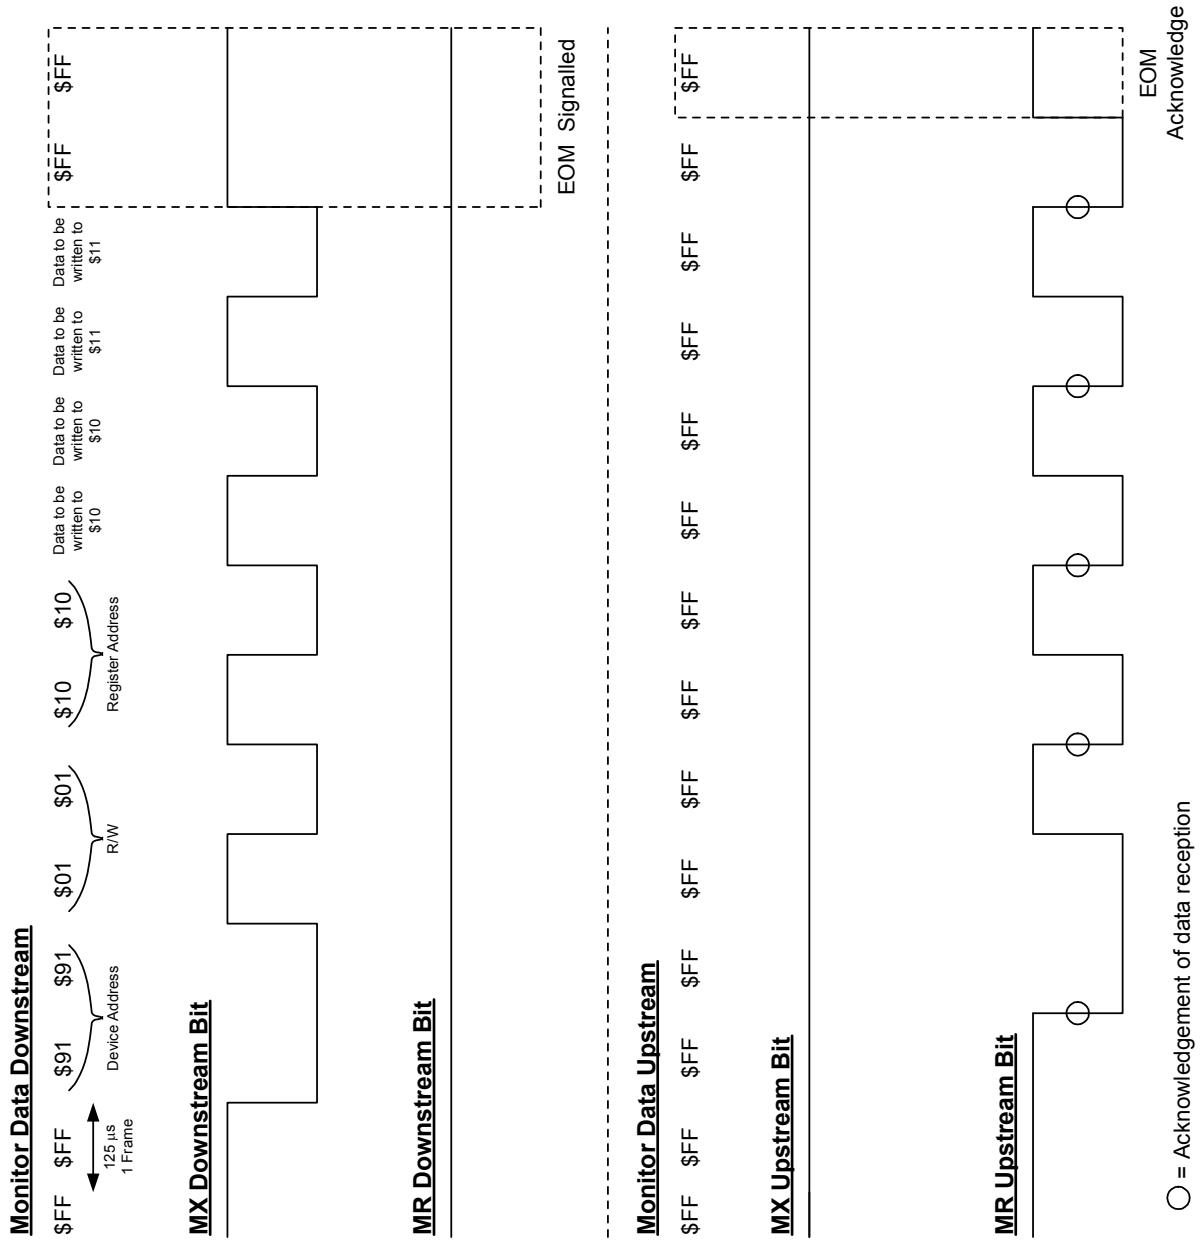 Monitor Data Downstream
$FF $FF $91 $91 $01 $01 $10 $10 Data to be written to $10 Data to be written to $10 Data to be written to $11 Data to be written to $11 $FF $FF
125 µs
1 Frame
Device Address
R/W
Register Address
MX Downstream Bit
MR Downstream Bit
EOM Signalled
Monitor Data Upstream
$FF $FF $FF $FF $FF $FF $FF $FF $FF $FF $FF $FF $FF $FF
MX Upstream Bit
MR Upstream Bit
EOM
Acknowledge
= Acknowledgement of data reception